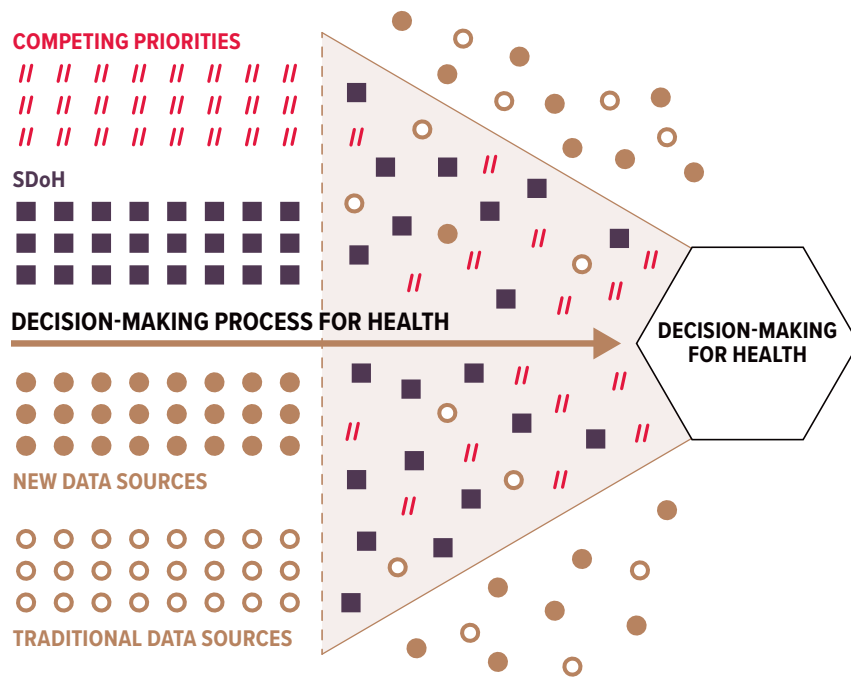 COMPETING PRIORITIES
SDoH
DECISION-MAKING PROCESS FOR HEALTH
DECISION-MAKING
FOR HEALTH
NEW DATA SOURCES
TRADITIONAL DATA SOURCES